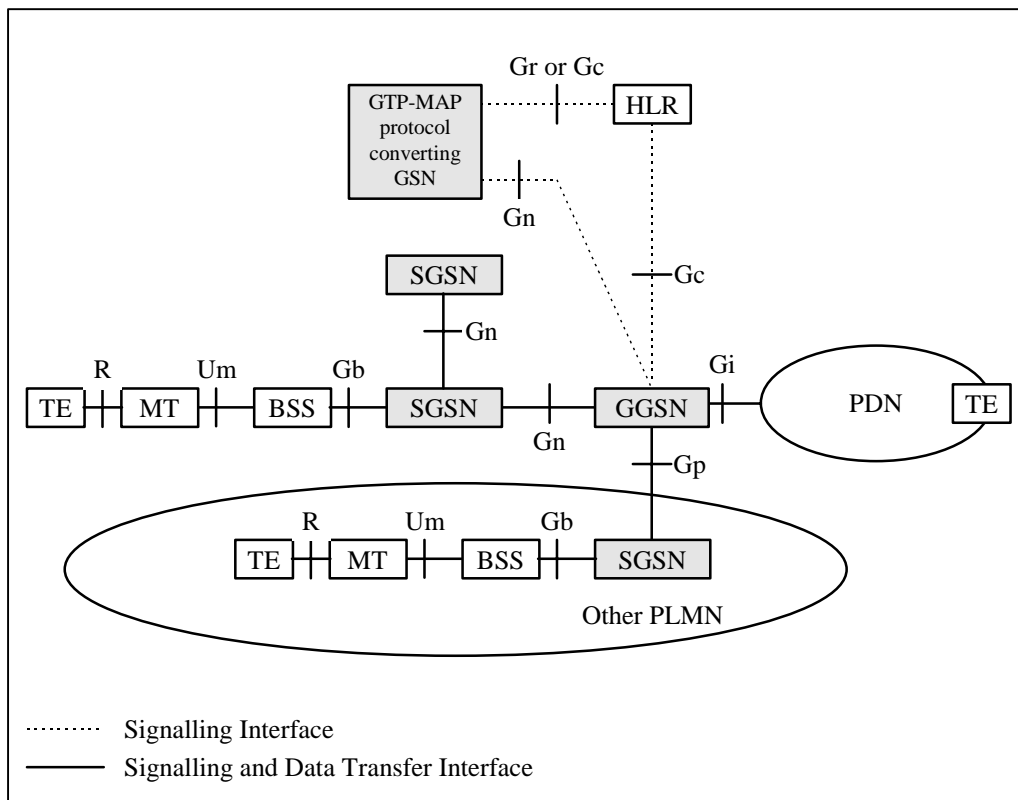 Gr or Gc
GTP-MAP
protocol
converting
GSN
HLR
Gn
Gc
SGSN
Gn
R
Um
Gb
Gi
TE
MT
BSS
SGSN
GGSN
PDN
TE
Gn
Gp
R
Um
Gb
TE
MT
BSS
SGSN
Other PLMN
Signalling Interface
Signalling and Data Transfer Interface